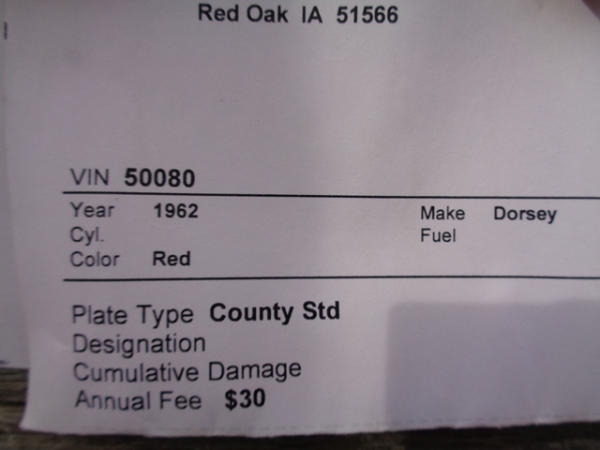 Red Oak IA 51566
VIN 50080
Year 1962 Make Dorsey
Cyl. Fuel
Color Red
Plate Type County Std
Designation
Cumulative Damage
Annual Fee $30